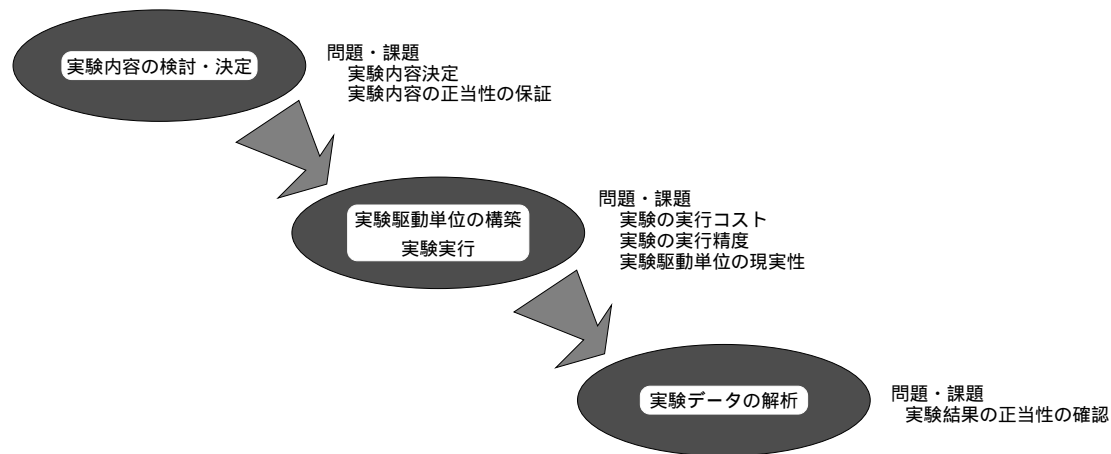 実験内容の検討・決定
問題・課題
実験内容決定
実験内容の正当性の保証
実験駆動単位の構築
実験実行
問題・課題
実験の実行コスト
実験の実行精度
実験駆動単位の現実性
実験データの解析
問題・課題
実験結果の正当性の確認